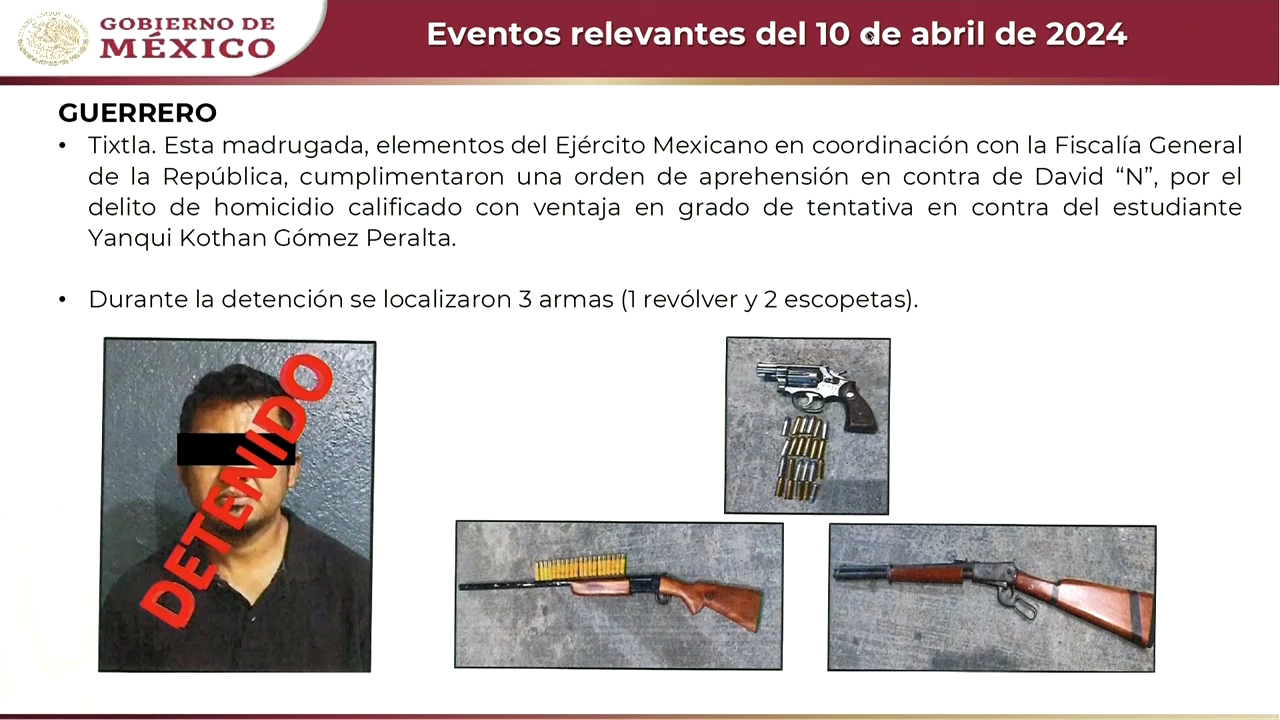 GOBIERNO DE
MÉXICO
Eventos relevantes del 10 de abril de 2024
GUERRERO
• Tixtla. Esta madrugada, elementos del Ejército Mexicano en coordinación con la Fiscalía General
de la República, cumplimentaron una orden de aprehensión en contra de David “N”, por el
delito de homicidio calificado con ventaja en grado de tentativa en contra del estudiante
Yanqui Kothan Gómez Peralta.
• Durante la detención se localizaron 3 armas (1 revólver y 2 escopetas).
DETENIDO